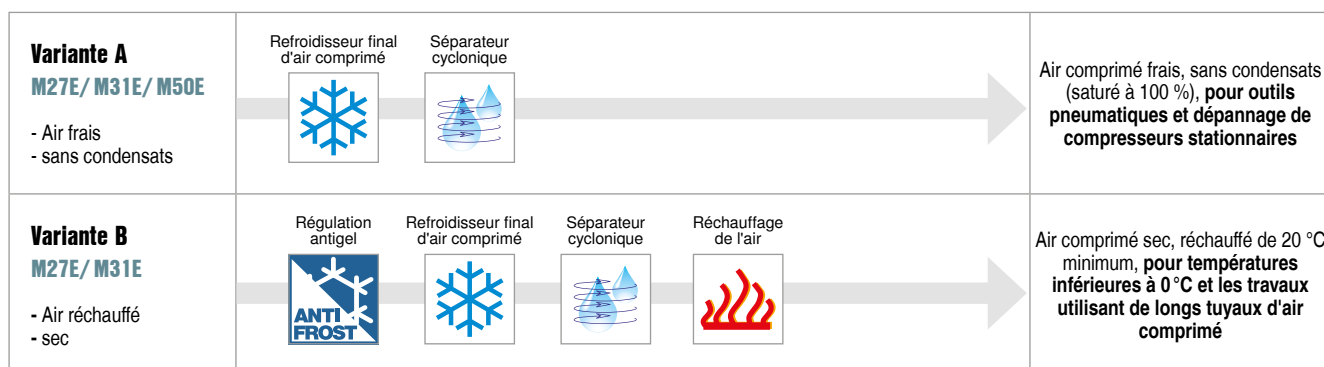 Variante A
M27E/ M31E/ M50E
- Air frais
- sans condensats
Refroidisseur final
d'air comprimé
Séparateur
cyclonique
Air comprimé frais, sans condensats
(saturé à 100 %), pour outils
pneumatiques et dépannage de
compresseurs stationnaires
Variante B
M27E/ M31E
- Air réchauffé
- sec
Régulation
antigel
ANTI
FROST
Refroidisseur final
d'air comprimé
Séparateur
cyclonique
Réchauffage
de l'air
Air comprimé sec, réchauffé de 20 °C
minimum, pour températures
inférieures à 0 °C et les travaux
utilisant de longs tuyaux d'air
comprimé